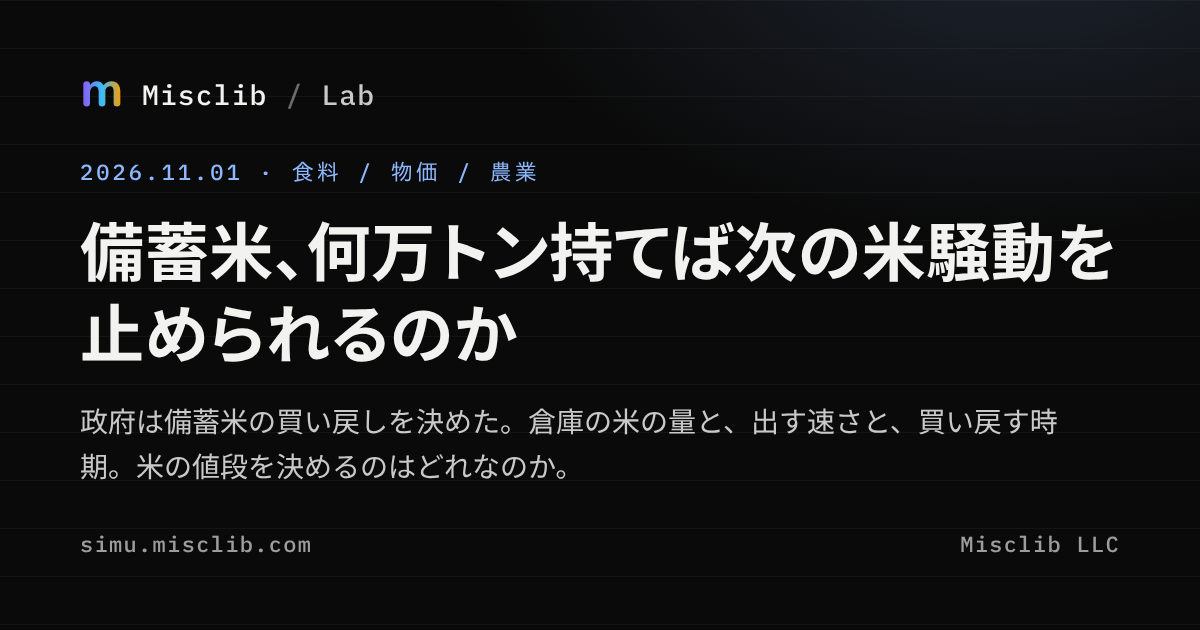 m Misclib / Lab
2026.11.01 · 食料 / 物価 / 農業
備蓄米、何万トン持てば次の米騒動を
止められるのか
政府は備蓄米の買い戻しを決めた。倉庫の米の量と、出す速さと、買い戻す時
期。米の値段を決めるのはどれなのか。
simu.misclib.com
Misclib LLC